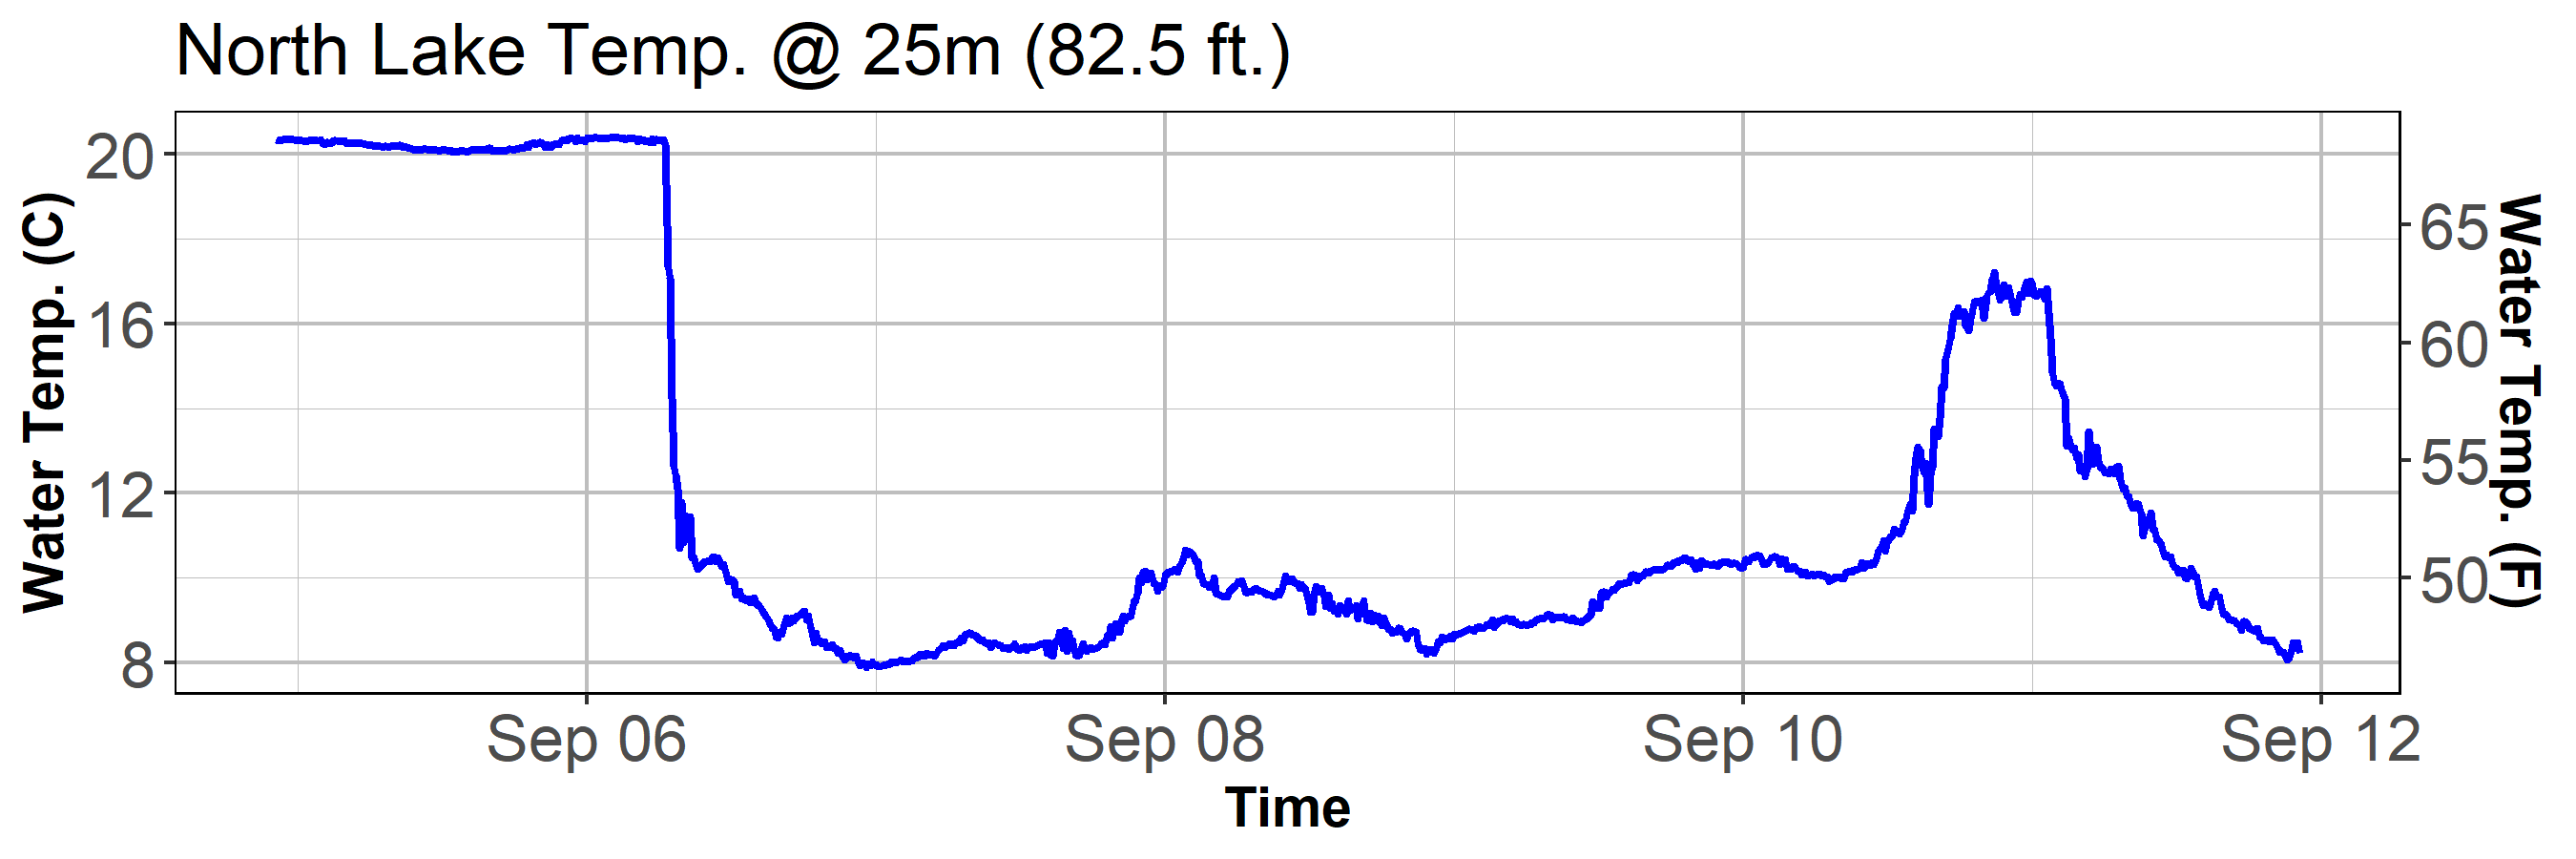 North Lake Temp. @ 25m (82.5 ft.)
Water Temp. (C)
20
16
12
8
65
60
55
50
Water Temp. (F)
Sep 06 Sep 08 Sep 10 Sep 12
Time